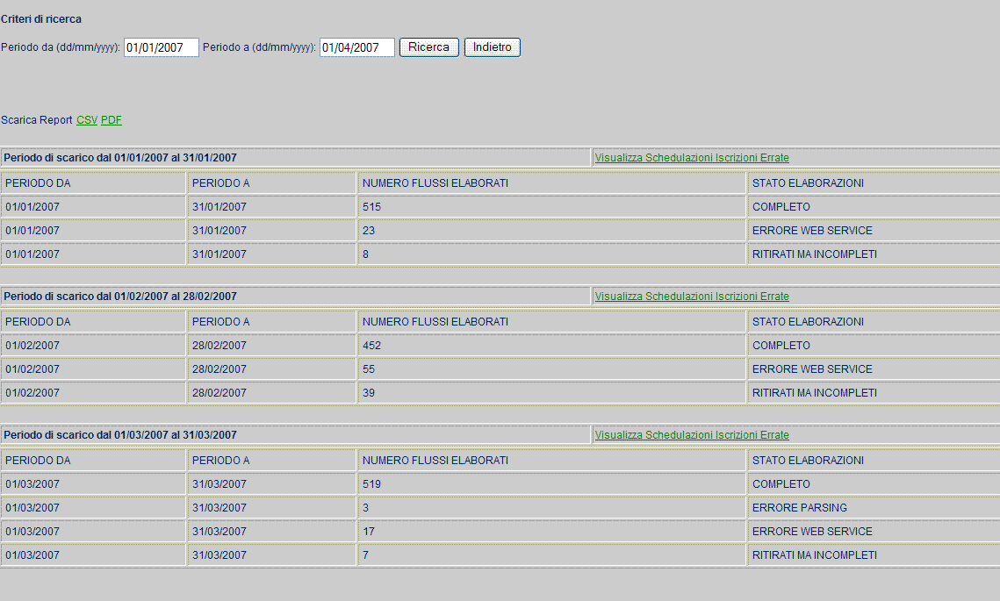 Criteri di ricerca
Periodo da (dd/mm/yyyy): 01/01/2007 Periodo a (dd/mm/yyyy): 01/04/2007 Ricerca Indietro
Scarica Report CSV PDF
Periodo di scarico dal 01/01/2007 al 31/01/2007 Visualizza Schedulazioni Iscrizioni Errate
PERIODO DA PERIODO A NUMERO FLUSSI ELABORATI STATO ELABORAZIONI
01/01/2007 31/01/2007 515 COMPLETO
01/01/2007 31/01/2007 23 ERRORE WEB SERVICE
01/01/2007 31/01/2007 8 RITIRATI MA INCOMPLETI
Periodo di scarico dal 01/02/2007 al 28/02/2007 Visualizza Schedulazioni Iscrizioni Errate
PERIODO DA PERIODO A NUMERO FLUSSI ELABORATI STATO ELABORAZIONI
01/02/2007 28/02/2007 452 COMPLETO
01/02/2007 28/02/2007 55 ERRORE WEB SERVICE
01/02/2007 28/02/2007 39 RITIRATI MA INCOMPLETI
Periodo di scarico dal 01/03/2007 al 31/03/2007 Visualizza Schedulazioni Iscrizioni Errate
PERIODO DA PERIODO A NUMERO FLUSSI ELABORATI STATO ELABORAZIONI
01/03/2007 31/03/2007 519 COMPLETO
01/03/2007 31/03/2007 3 ERRORE PARSING
01/03/2007 31/03/2007 17 ERRORE WEB SERVICE
01/03/2007 31/03/2007 7 RITIRATI MA INCOMPLETI